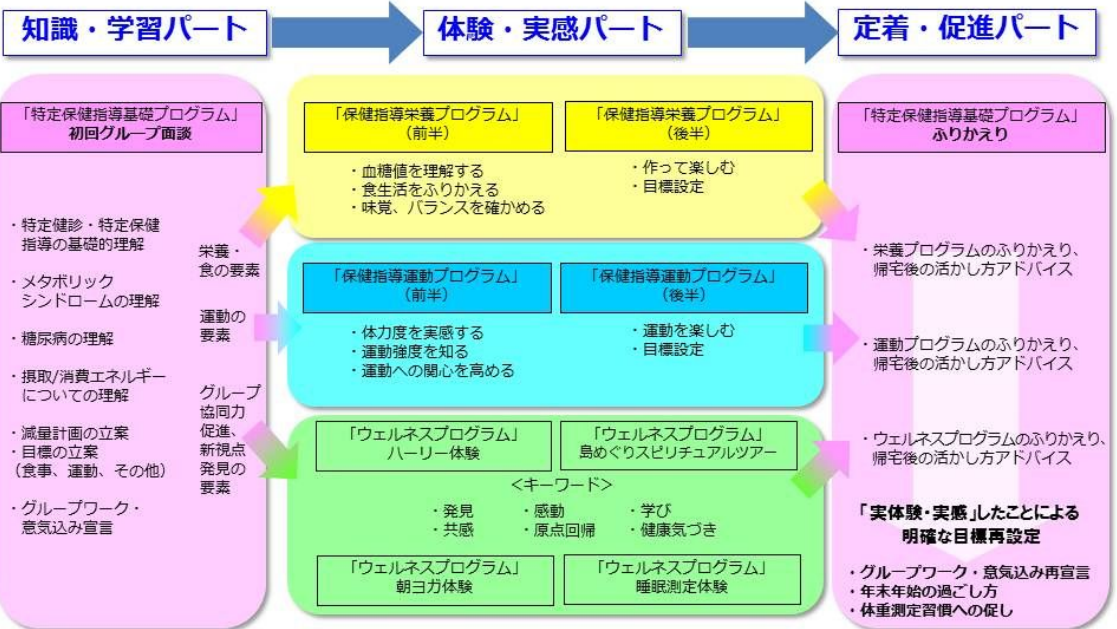 知識・学習パート
体験・実感パート
定着・促進パート
「特定保健指導基礎プログラム」
初回グループ面談
・特定健診・特定保健
指導の基礎的理解
・メタボリック
シンドロームの理解
・糖尿病の理解
・摂取/消費エネルギー
についての理解
・減量計画の立案
・目標の立案
(食事、運動、その他)
・グループワーク・
意気込み宣言
栄養・
食の要素
運動の
要素
グループ
協同力
促進、
新視点
発見の
要素
「保健指導栄養プログラム」
(前半)
・血糖値を理解する
・食生活をふりかえる
・味覚、バランスを確かめる
「保健指導栄養プログラム」
(後半)
・作って楽しむ
・目標設定
「保健指導運動プログラム」
(前半)
・体力度を実感する
・運動強度を知る
・運動への関心を高める
「保健指導運動プログラム」
(後半)
・運動を楽しむ
・目標設定
「ウェルネスプログラム」
ハーリー体験
「ウェルネスプログラム」
島めぐりスピリチュアルツアー
<キーワード>
・発見 ・感動 ・学び
・共感 ・原点回帰 ・健康気づき
「ウェルネスプログラム」
朝ヨガ体験
「ウェルネスプログラム」
睡眠測定体験
「特定保健指導基礎プログラム」
ふりかえり
・栄養プログラムのふりかえり、
帰宅後の活かし方アドバイス
・運動プログラムのふりかえり、
帰宅後の活かし方アドバイス
・ウェルネスプログラムのふりかえり、
帰宅後の活かし方アドバイス
「実体験・実感」したことによる
明確な目標再設定
・グループワーク・意気込み再宣言
・年末年始の過ごし方
・体重測定習慣への促し